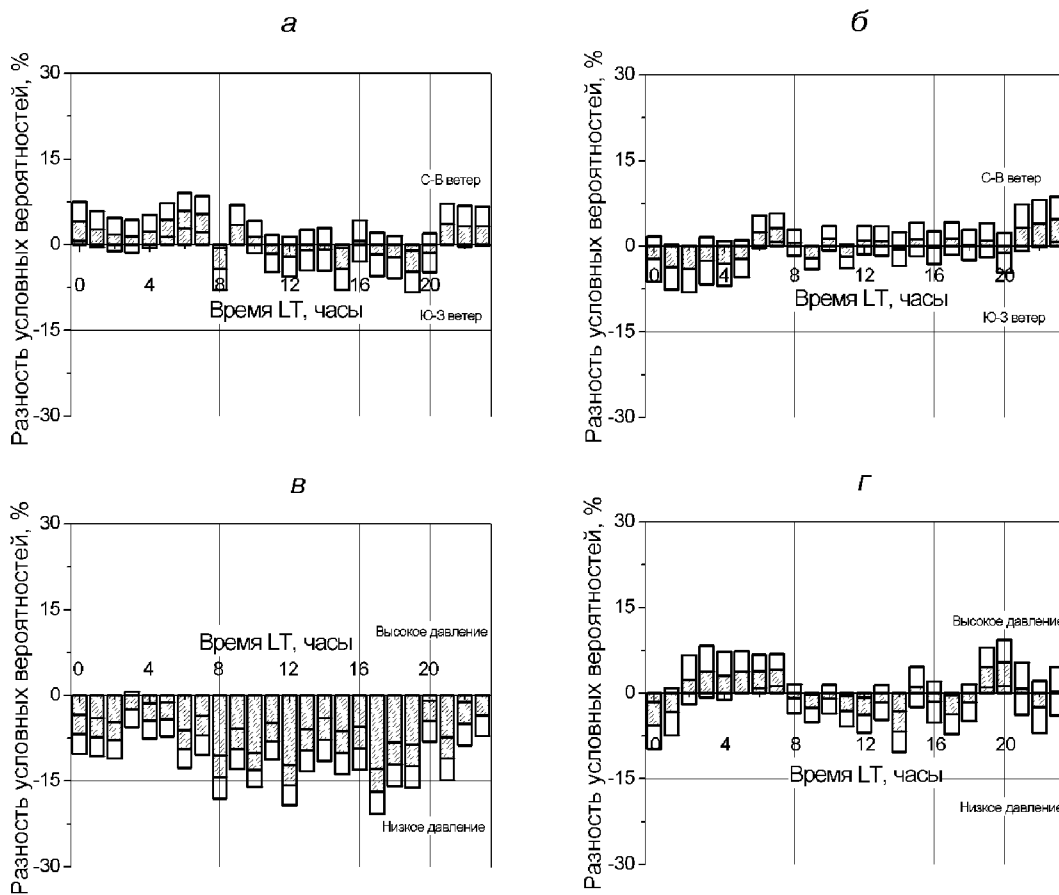 а
Разность условных вероятностей, %
30
15
0
-15
-30
С-В ветер
0 4 8 12 16 20
Время LT, часы
Ю-З ветер
б
Разность условных вероятностей, %
30
15
0
-15
-30
С-В ветер
0 4 8 12 16 20
Время LT, часы
Ю-З ветер
в
Разность условных вероятностей, %
30
15
0
-15
-30
Время LT, часы
Высокое давление
0 4 8 12 16 20
Низкое давление
г
Разность условных вероятностей, %
30
15
0
-15
-30
Высокое давление
0 4 8 12 16 20
Время LT, часы
Низкое давление